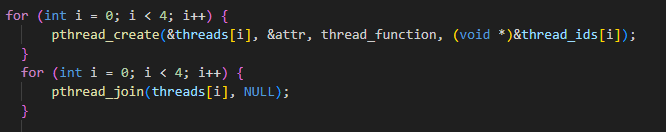 for (int i = 0; i < 4; i++) {
pthread_create(&threads[i], &attr, thread_function, (void *)&thread_ids[i]);
}
for (int i = 0; i < 4; i++) {
pthread_join(threads[i], NULL);
}